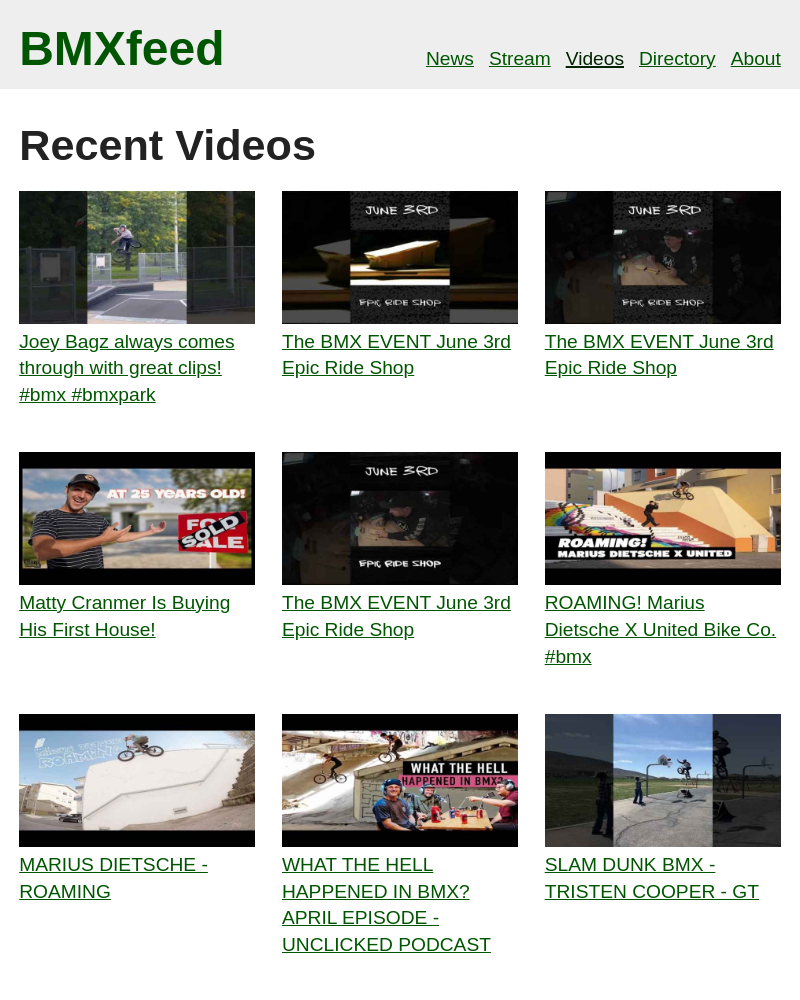 BMXfeed
News Stream Videos Directory About
Recent Videos
JUNE 3RD
EPIC RIDE SHOP
JUNE 3RD
EPIC RIDE SHOP
Joey Bagz always comes
through with great clips!
#bmx #bmxpark
The BMX EVENT June 3rd
Epic Ride Shop
The BMX EVENT June 3rd
Epic Ride Shop
AT 25 YEARS OLD!
FOR
SOLD
SALE
JUNE 3RD
EPIC RIDE SHOP
ROAMING!
MARIUS DIETSCHE X UNITED
Matty Cranmer Is Buying
His First House!
The BMX EVENT June 3rd
Epic Ride Shop
ROAMING! Marius
Dietsche X United Bike Co.
#bmx
ROAMING
WHAT THE HELL
HAPPENED IN BMX?
MARIUS DIETSCHE -
ROAMING
WHAT THE HELL
HAPPENED IN BMX?
APRIL EPISODE -
UNCLICKED PODCAST
SLAM DUNK BMX -
TRISTEN COOPER - GT